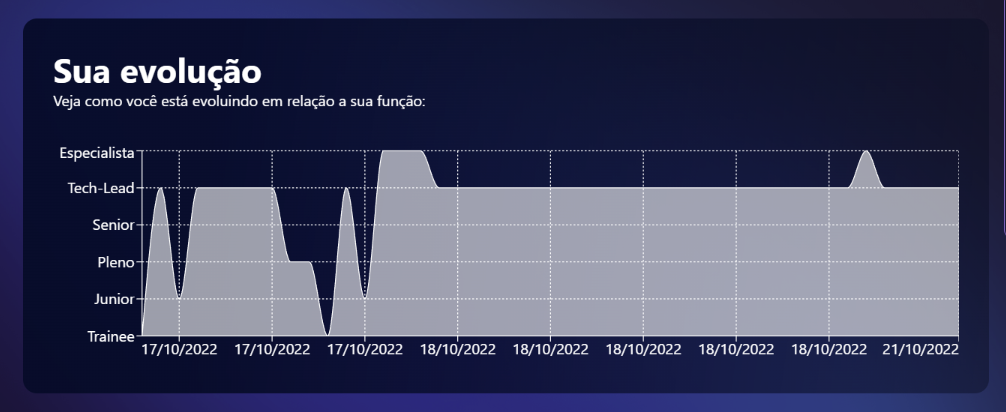 Sua evolução
Veja como você está evoluindo em relação a sua função:
Especialista
Tech-Lead
Senior
Pleno
Junior
Trainee
17/10/2022 17/10/2022 17/10/2022 18/10/2022 18/10/2022 18/10/2022 18/10/2022 18/10/2022 21/10/2022